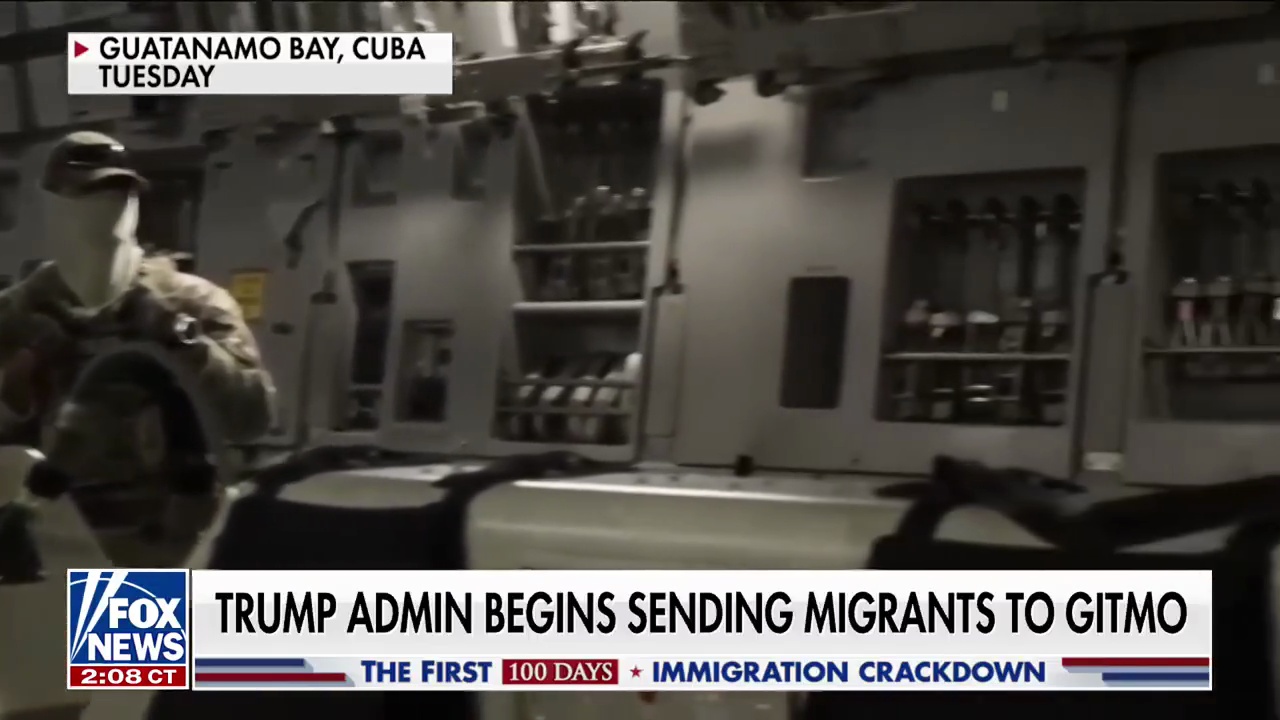 GUATANAMO BAY, CUBA
TUESDAY
FOX
NEWS
2:08 CT
TRUMP ADMIN BEGINS SENDING MIGRANTS TO GITMO
THE FIRST 100 DAYS IMMIGRATION CRACKDOWN